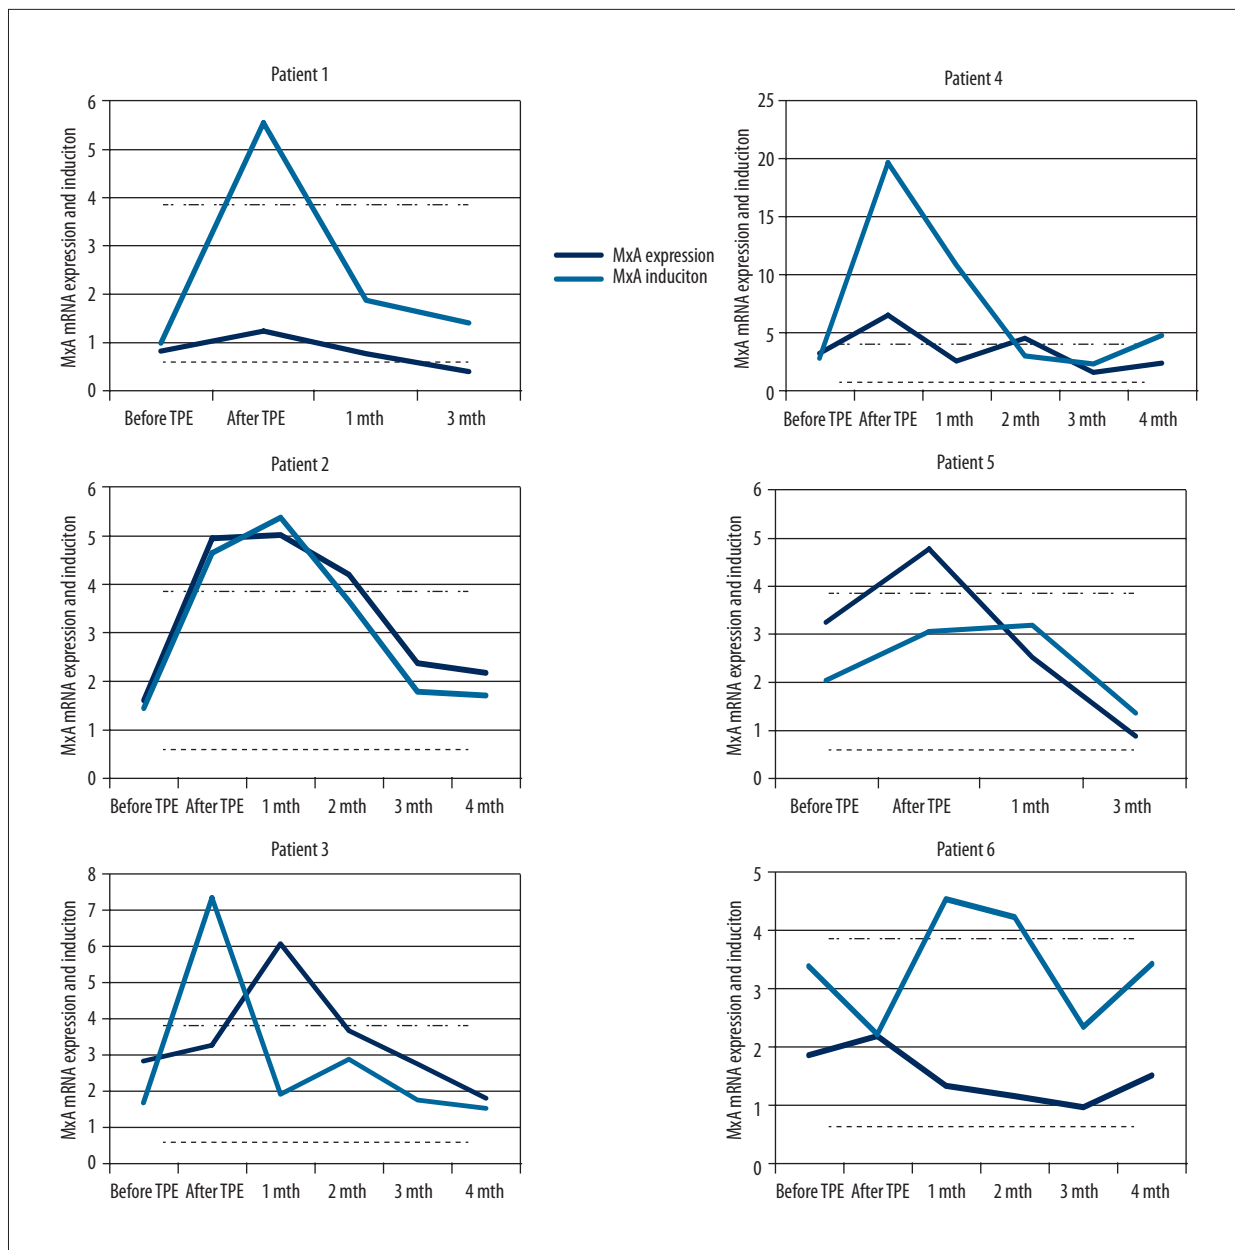 Patient 1
MxA mRNA expression and induciton
6
5
4
3
2
1
0
Before TPE After TPE 1 mth 3 mth
MxA expression
MxA induciton
Patient 4
MxA mRNA expression and induciton
25
20
15
10
5
0
Before TPE After TPE 1 mth 2 mth 3 mth 4 mth
Patient 2
MxA mRNA expression and induciton
6
5
4
3
2
1
0
Before TPE After TPE 1 mth 2 mth 3 mth 4 mth
Patient 5
MxA mRNA expression and induciton
6
5
4
3
2
1
0
Before TPE After TPE 1 mth 3 mth
Patient 3
MxA mRNA expression and induciton
8
7
6
5
4
3
2
1
0
Before TPE After TPE 1 mth 2 mth 3 mth 4 mth
Patient 6
MxA mRNA expression and induciton
5
4
3
2
1
0
Before TPE After TPE 1 mth 2 mth 3 mth 4 mth